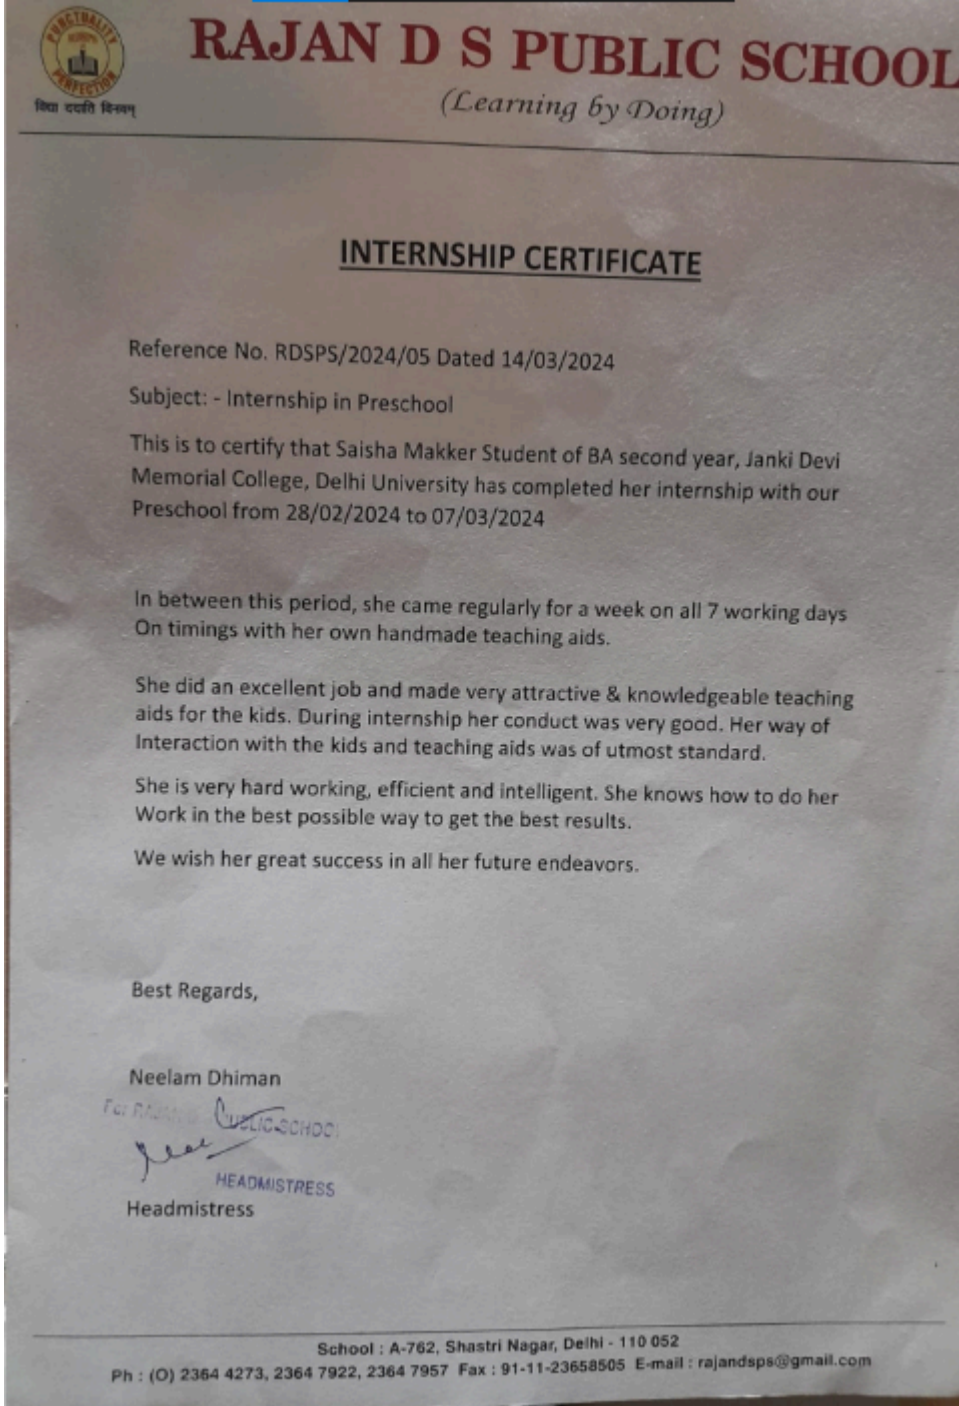 PUNCTUALITY
PERFECTION
विद्या ददाति विनयम्
RAJAN D S PUBLIC SCHOOL
(Learning by Doing)
INTERNSHIP CERTIFICATE
Reference No. RDSPS/2024/05 Dated 14/03/2024
Subject: - Internship in Preschool
This is to certify that Saisha Makker Student of BA second year, Janki Devi
Memorial College, Delhi University has completed her internship with our
Preschool from 28/02/2024 to 07/03/2024
In between this period, she came regularly for a week on all 7 working days
On timings with her own handmade teaching aids.
She did an excellent job and made very attractive & knowledgeable teaching
aids for the kids. During internship her conduct was very good. Her way of
Interaction with the kids and teaching aids was of utmost standard.
She is very hard working, efficient and intelligent. She knows how to do her
Work in the best possible way to get the best results.
We wish her great success in all her future endeavors.
Best Regards,
Neelam Dhiman
For RAJAN PUBLIC SCHOOL
HEADMISTRESS
Headmistress
School : A-762, Shastri Nagar, Delhi - 110 052
Ph : (O) 2364 4273, 2364 7922, 2364 7957 Fax : 91-11-23658505 E-mail : rajandsps@gmail.com